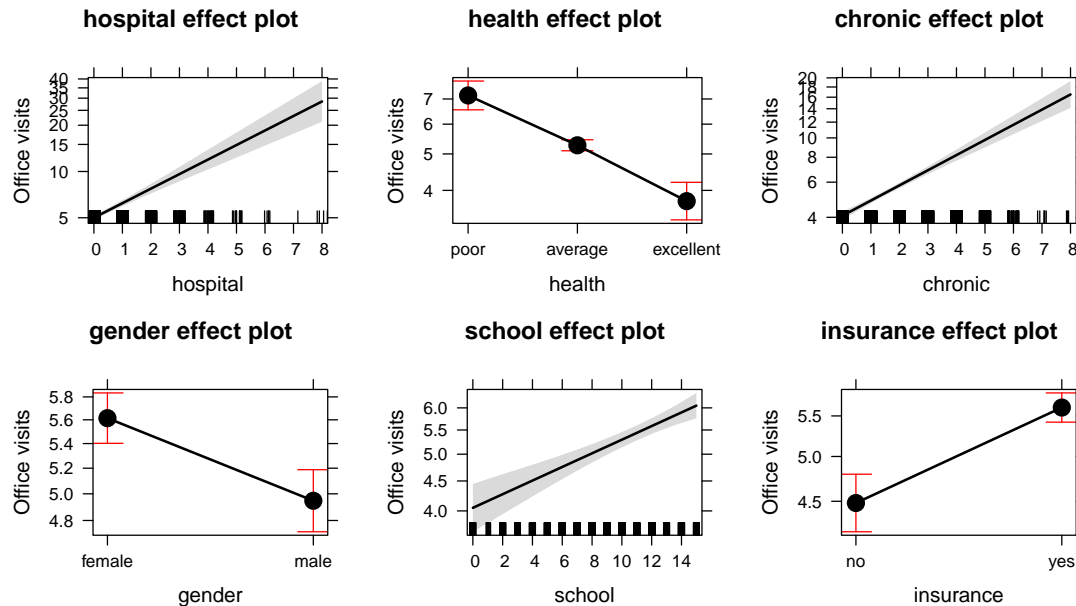 hospital effect plot
Office visits
40
35
30
25
20
15
10
5
0 1 2 3 4 5 6 7 8
hospital
health effect plot
Office visits
7
6
5
4
poor average excellent
health
chronic effect plot
Office visits
20
18
16
14
12
10
8
6
4
0 1 2 3 4 5 6 7 8
chronic
gender effect plot
Office visits
5.8
5.6
5.4
5.2
5.0
4.8
female male
gender
school effect plot
Office visits
6.0
5.5
5.0
4.5
4.0
0 2 4 6 8 10 12 14
school
insurance effect plot
Office visits
5.5
5.0
4.5
no yes
insurance